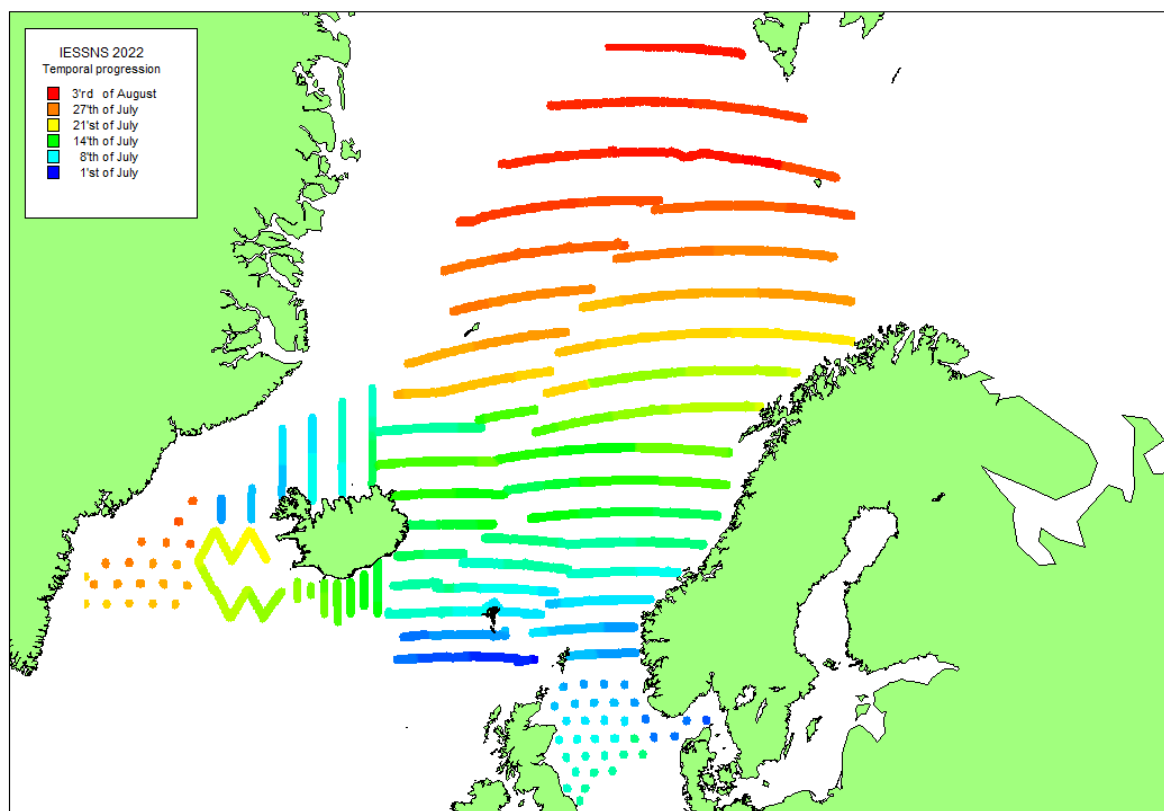 IESSNS 2022
Temporal progression
3'rd of August
27'th of July
21'st of July
14'th of July
8'th of July
1'st of July